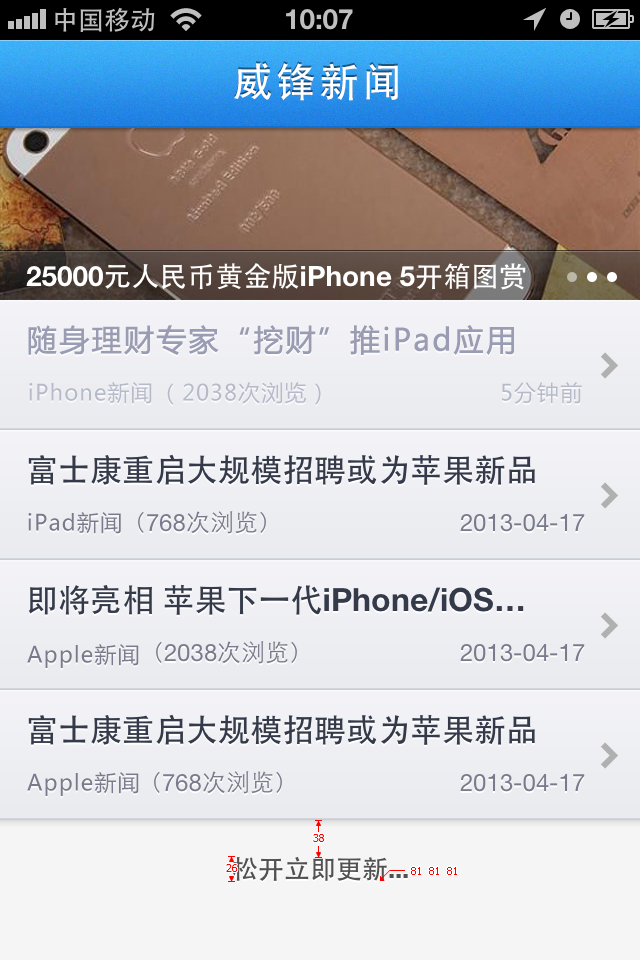 中国移动 10:07
威锋新闻
25000元人民币黄金版iPhone 5开箱图赏
随身理财专家“挖财”推iPad应用
iPhone新闻（ 2038次浏览 ） 5分钟前
富士康重启大规模招聘或为苹果新品
iPad新闻（768次浏览） 2013-04-17
即将亮相 苹果下一代iPhone/iOS...
Apple新闻（2038次浏览） 2013-04-17
富士康重启大规模招聘或为苹果新品
Apple新闻（768次浏览） 2013-04-17
38
26 松开立即更新... 81 81 81